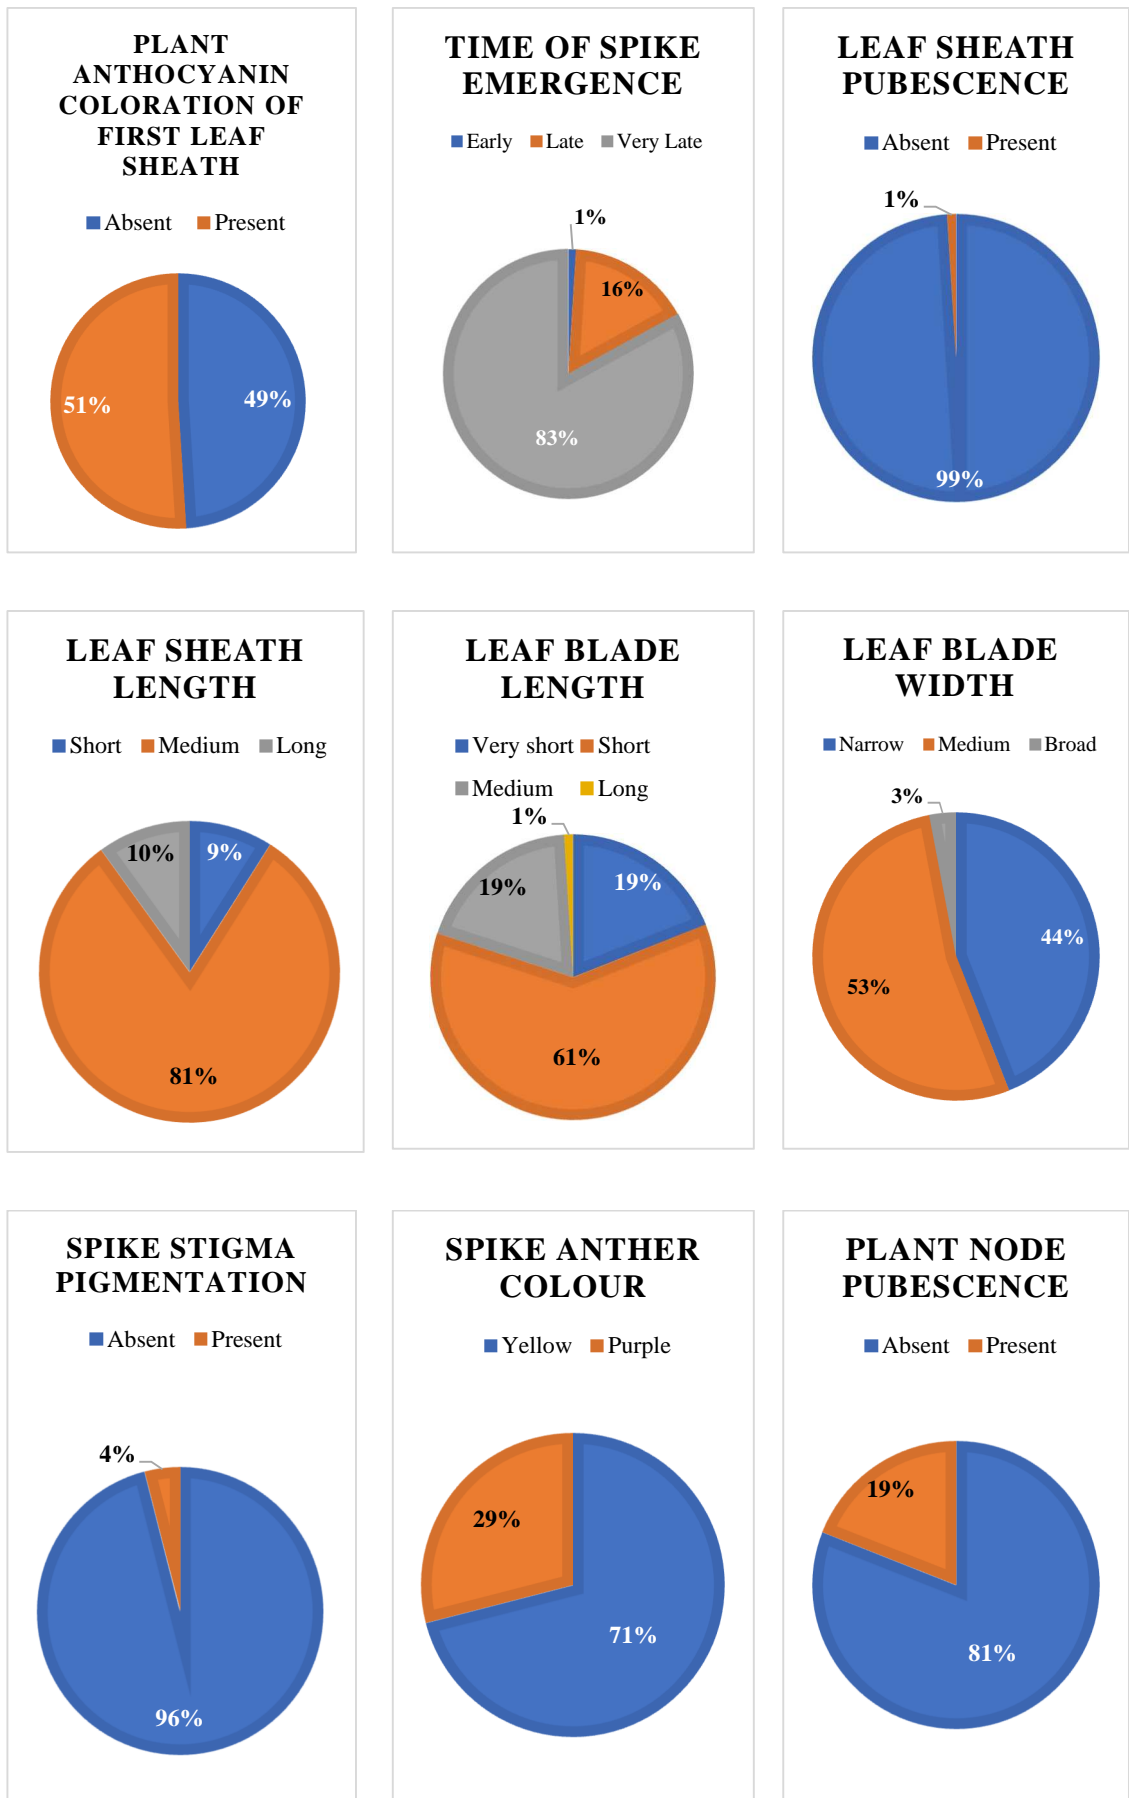 PLANT
ANTHOCYANIN
COLORATION OF
FIRST LEAF
SHEATH
Absent Present
51%
49%
TIME OF SPIKE
EMERGENCE
Early Late Very Late
1%
16%
83%
LEAF SHEATH
PUBESCENCE
Absent Present
1%
99%
LEAF SHEATH
LENGTH
Short Medium Long
10%
9%
81%
LEAF BLADE
LENGTH
Very short Short
Medium Long
1%
19%
19%
61%
LEAF BLADE
WIDTH
Narrow Medium Broad
3%
44%
53%
SPIKE STIGMA
PIGMENTATION
Absent Present
4%
96%
SPIKE ANTHER
COLOUR
Yellow Purple
29%
71%
PLANT NODE
PUBESCENCE
Absent Present
19%
81%